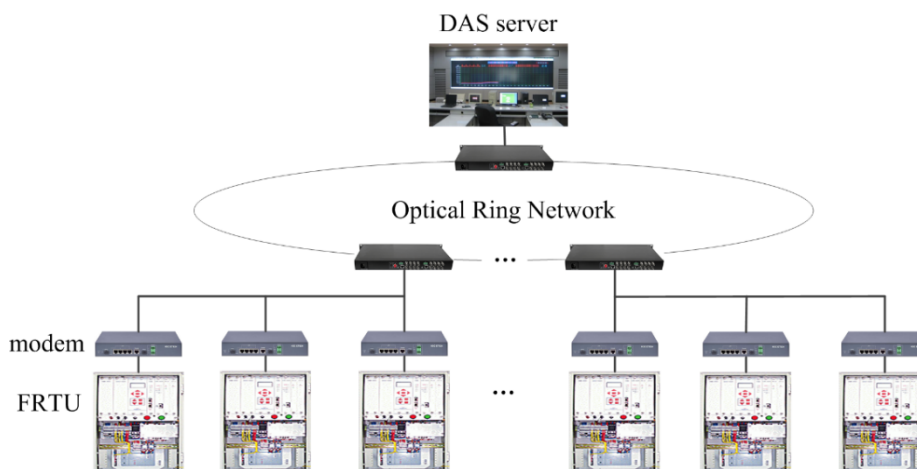 DAS server
Optical Ring Network
...
modem
FRTU
...